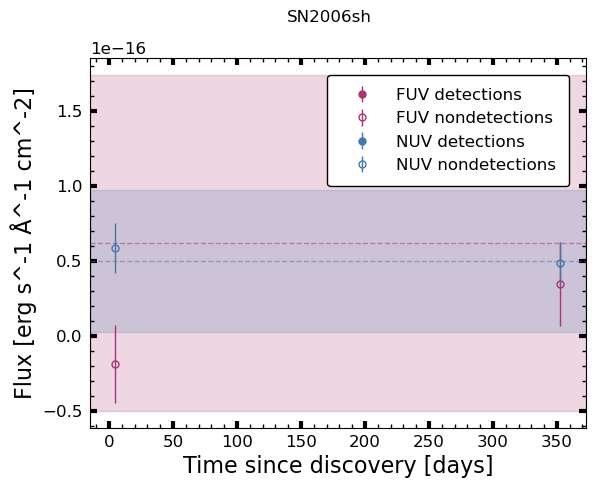 SN2006sh
1e−16
FUV detections
FUV nondetections
NUV detections
NUV nondetections
1.5
1.0
0.5
0.0
−0.5
Flux [erg s^-1 Å^-1 cm^-2]
0 50 100 150 200 250 300 350
Time since discovery [days]